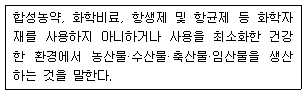 합성농약, 화학비료, 항생제 및 항균제 등 화학자
재를 사용하지 아니하거나 사용을 최소화한 건강
한 환경에서 농산물·수산물·축산물·임산물을 생산
하는 것을 말한다.